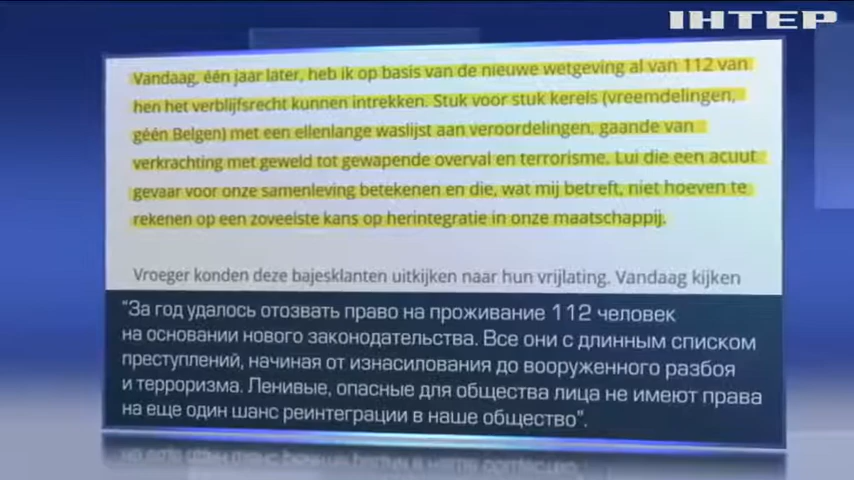 ІНТЕР
Vandaag, één jaar later, heb ik op basis van de nieuwe wetgeving al van 112 van
hen het verblijfsrecht kunnen intrekken. Stuk voor stuk kerels (vreemdelingen,
géén Belgen) met een ellenlange waslijst aan veroordelingen, gaande van
verkrachting met geweld tot gewapende overval en terrorisme. Lui die een acuut
gevaar voor onze samenleving betekenen en die, wat mij betreft, niet hoeven te
rekenen op een zoveelste kans op herintegratie in onze maatschappij.
Vroeger konden deze bajesklanten uitkijken naar hun vrijlating. Vandaag kijken
"За год удалось отозвать право на проживание 112 человек
на основании нового законодательства. Все они с длинным списком
преступлений, начиная от изнасилования до вооруженного разбоя
и терроризма. Ленивые, опасные для общества лица не имеют права
на еще один шанс реинтеграции в наше общество".